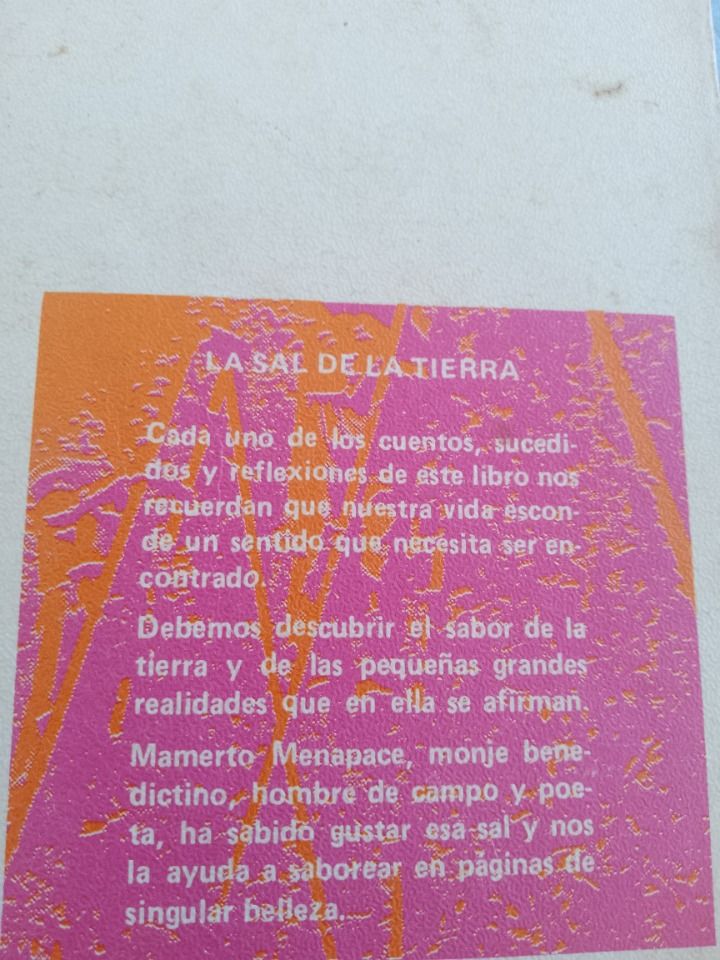 LA SAL DE LA TIERRA
Cada uno de los cuentos, sucedi-
dos y reflexiones de este libro nos
recuerdan que nuestra vida escon-
de un sentido que necesita ser en-
contrado.
Debemos descubrir el sabor de la
tierra y de las pequeñas grandes
realidades que en ella se afirman.
Mamerto Menapace, monje bene-
dictino, hombre de campo y poe-
ta, ha sabido gustar esa sal y nos
la ayuda a saborear en páginas de
singular belleza.